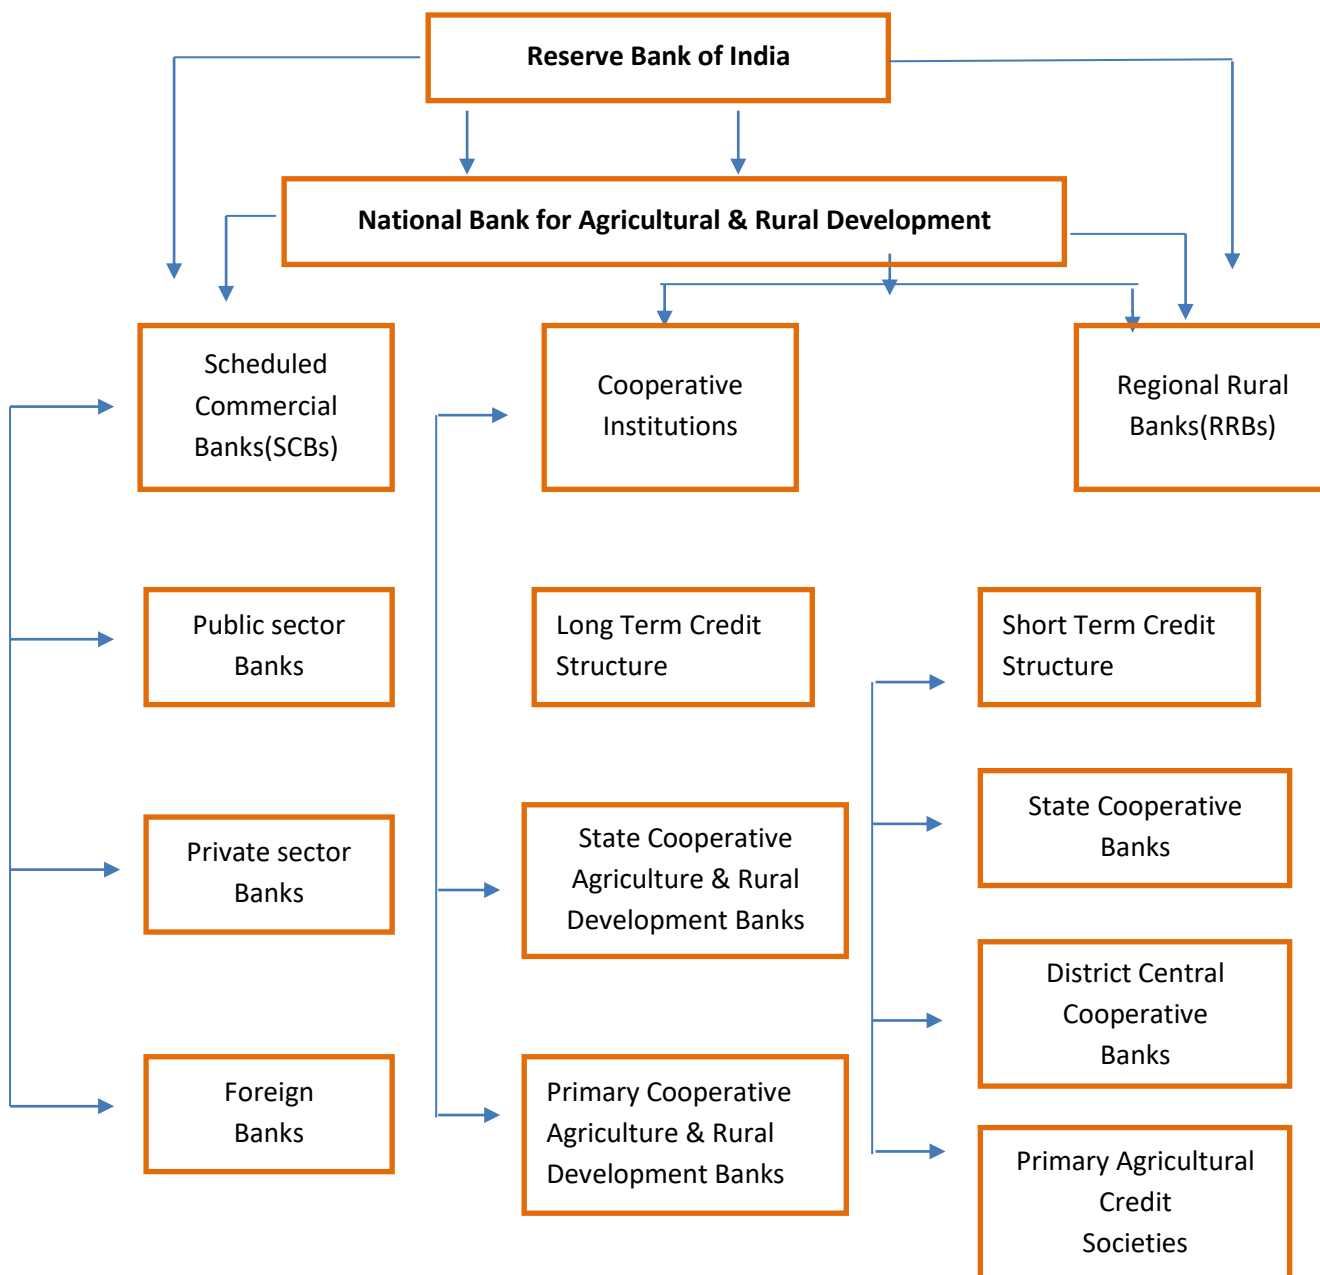 Reserve Bank of India
National Bank for Agricultural & Rural Development
Scheduled
Commercial
Banks(SCBs)
Cooperative
Institutions
Regional Rural
Banks(RRBs)
Public sector
Banks
Long Term Credit
Structure
Short Term Credit
Structure
Private sector
Banks
State Cooperative
Agriculture & Rural
Development Banks
State Cooperative
Banks
District Central
Cooperative
Banks
Foreign
Banks
Primary Cooperative
Agriculture & Rural
Development Banks
Primary Agricultural
Credit
Societies